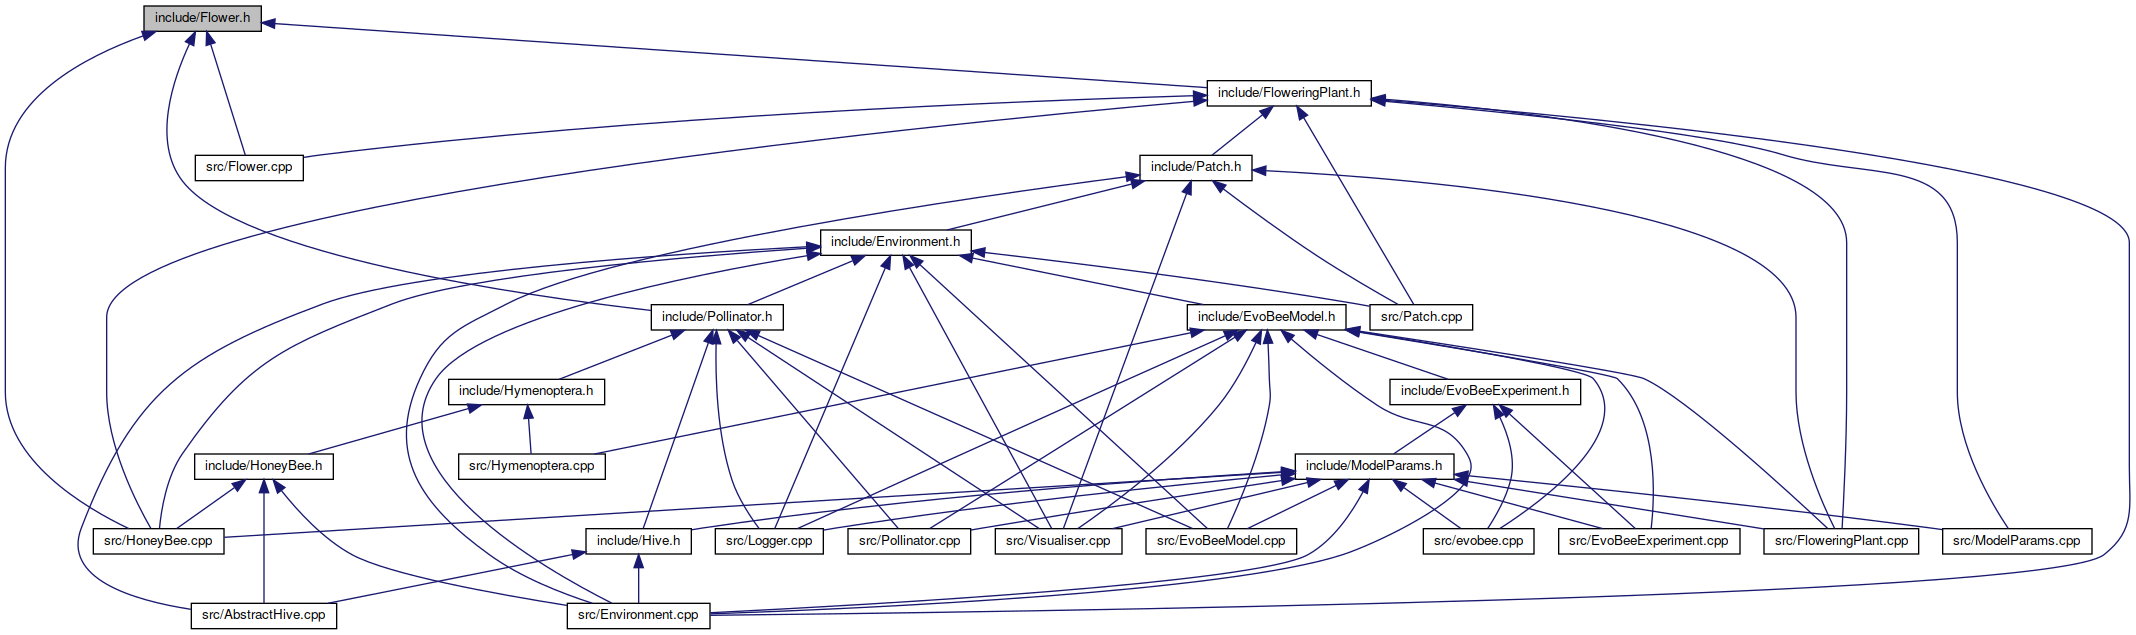 include/Flower.h
include/FloweringPlant.h
src/Flower.cpp
include/Patch.h
include/Environment.h
include/Pollinator.h
include/EvoBeeModel.h
src/Patch.cpp
include/Hymenoptera.h
include/EvoBeeExperiment.h
include/HoneyBee.h
src/Hymenoptera.cpp
include/ModelParams.h
src/HoneyBee.cpp
include/Hive.h
src/Logger.cpp
src/Pollinator.cpp
src/Visualiser.cpp
src/EvoBeeModel.cpp
src/evobee.cpp
src/EvoBeeExperiment.cpp
src/FloweringPlant.cpp
src/ModelParams.cpp
src/AbstractHive.cpp
src/Environment.cpp